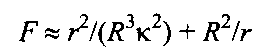 F ≈ r²/(R³κ²) + R²/r